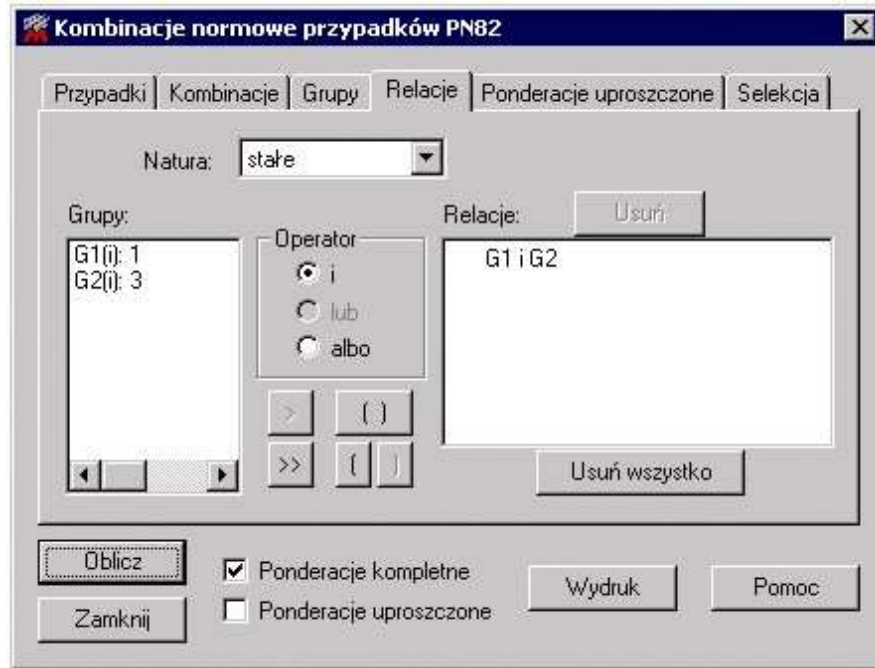 Kombinacje normowe przypadków PN82
Przypadki Kombinacje Grupy Relacje Ponderacje uproszczone Selekcja
Natura: stałe
Grupy:
G1(i): 1
G2(i): 3
Operator
i
lub
albo
> ( )
>> ( )
Relacje: Usuń
G1 i G2
Usuń wszystko
Oblicz
Zamknij
Ponderacje kompletne
Ponderacje uproszczone
Wydruk
Pomoc